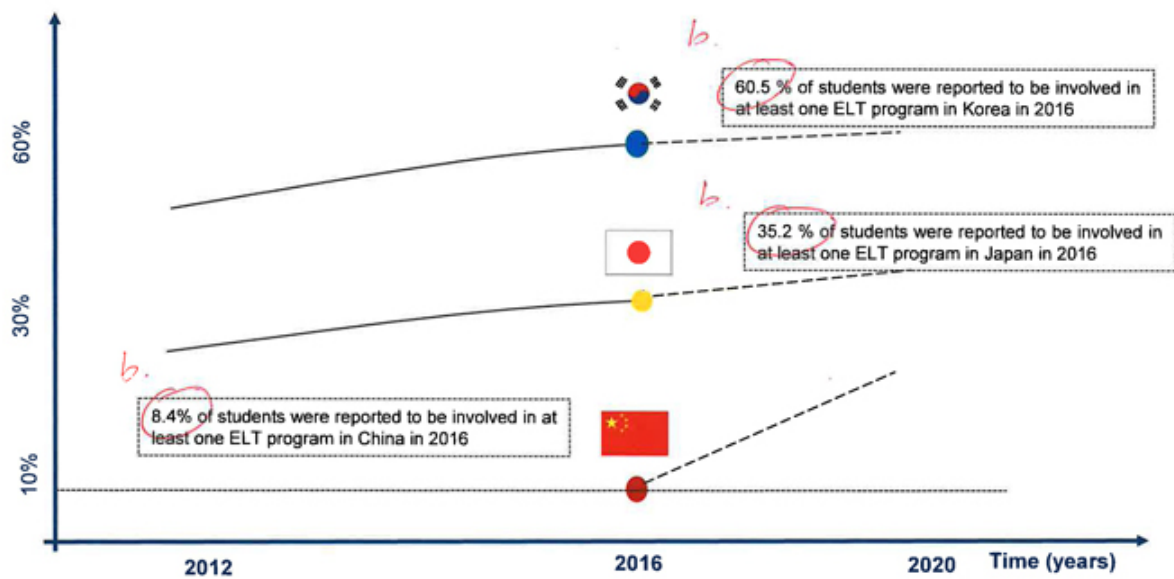 b.
60.5 % of students were reported to be involved in
at least one ELT program in Korea in 2016
60%
b.
35.2 % of students were reported to be involved in
at least one ELT program in Japan in 2016
30%
b.
8.4% of students were reported to be involved in at
least one ELT program in China in 2016
10%
2012
2016
2020
Time (years)